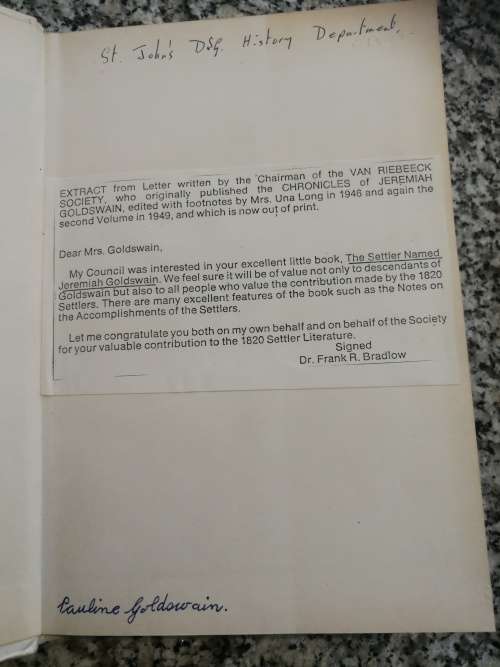 St. John's DSG. History Department.
EXTRACT from Letter written by the Chairman of the VAN RIEBEECK
SOCIETY, who originally published the CHRONICLES of JEREMIAH
GOLDSWAIN, edited with footnotes by Mrs. Una Long in 1946 and again the
second Volume in 1949, and which is now out of print.
Dear Mrs. Goldswain,
My Council was interested in your excellent little book, The Settler Named
Jeremiah Goldswain. We feel sure it will be of value not only to descendants of
Goldswain but also to all people who value the contribution made by the 1820
Settlers. There are many excellent features of the book such as the Notes on
the Accomplishments of the Settlers.
Let me congratulate you both on my own behalf and on behalf of the Society
for your valuable contribution to the 1820 Settler Literature.
Signed
Dr. Frank R. Bradlow
Pauline Goldswain.